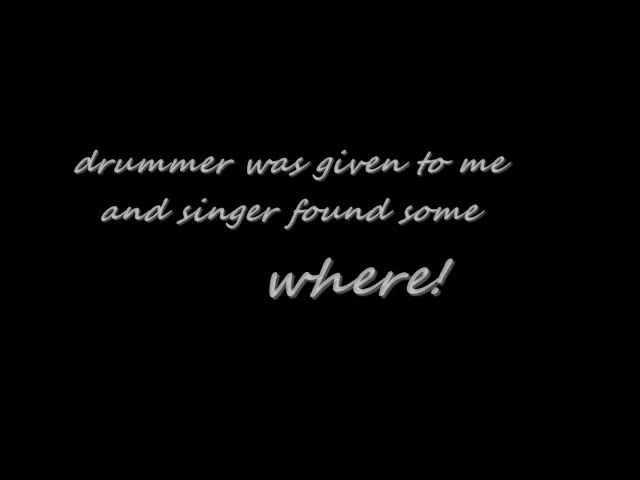 drummer was given to me
and singer found some
where!